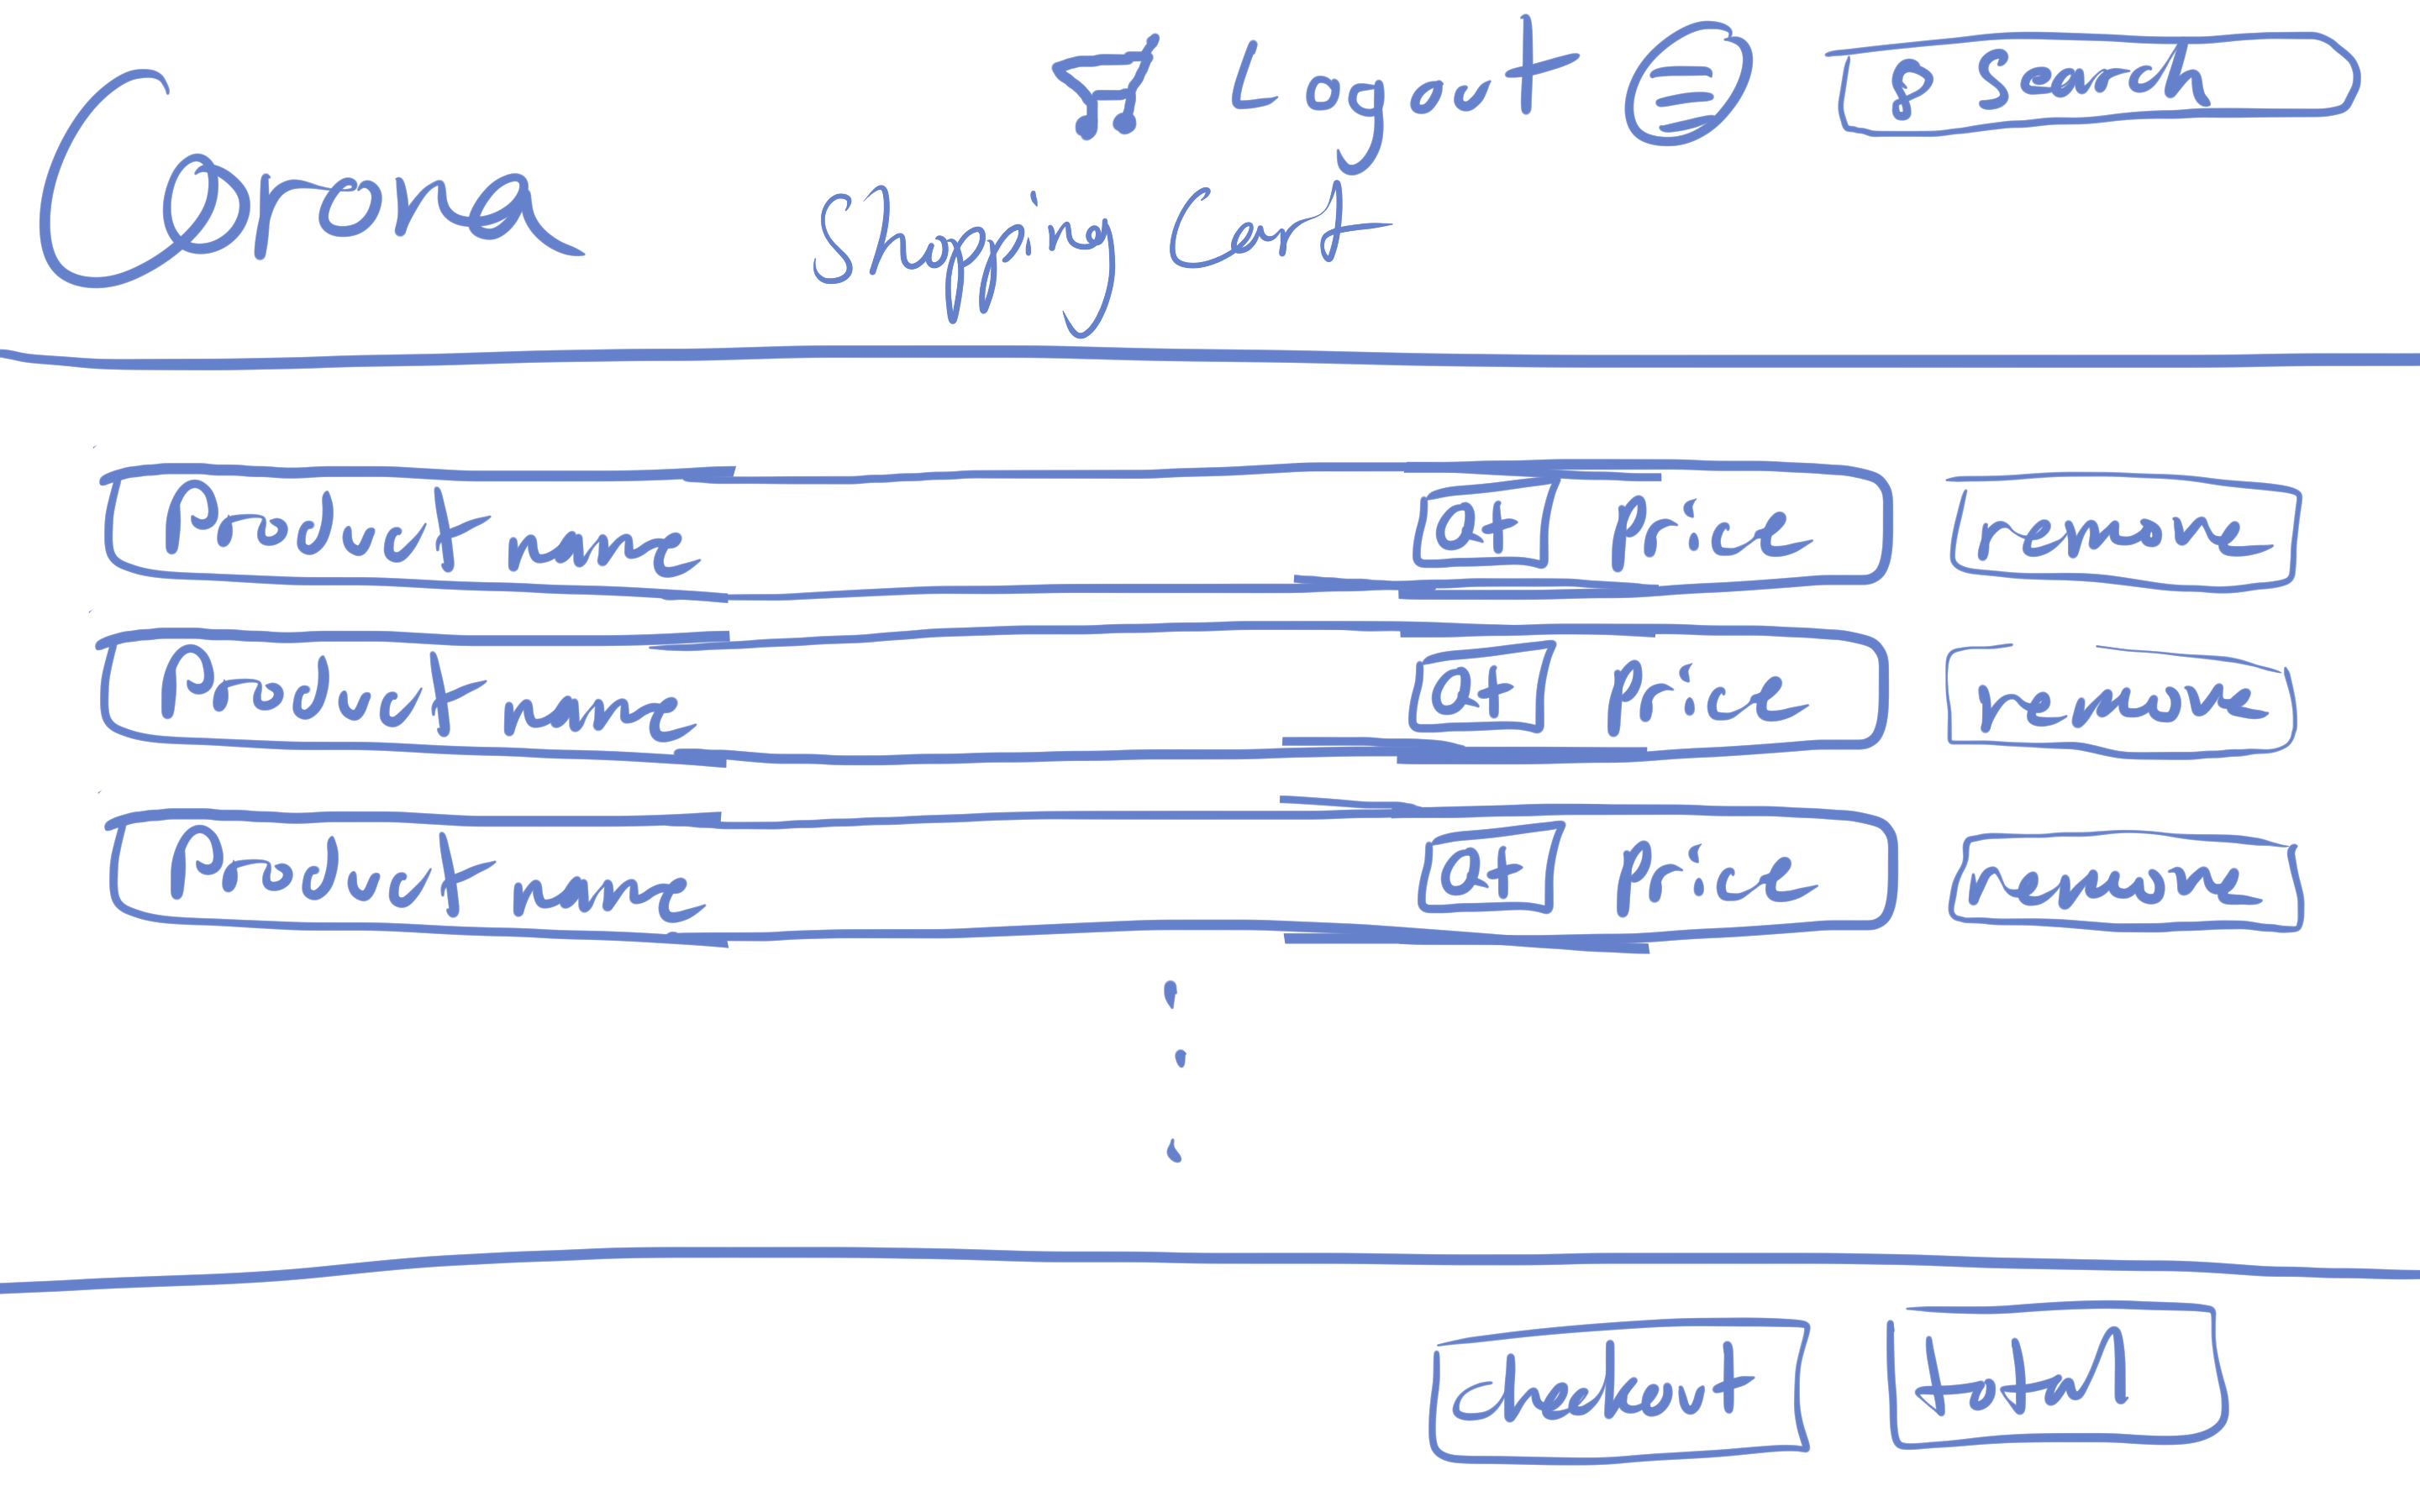 Logout Search
Corona
Shopping Cart
Product name Qt Price remove
Product name Qt Price remove
Product name Qt Price remove
checkout total